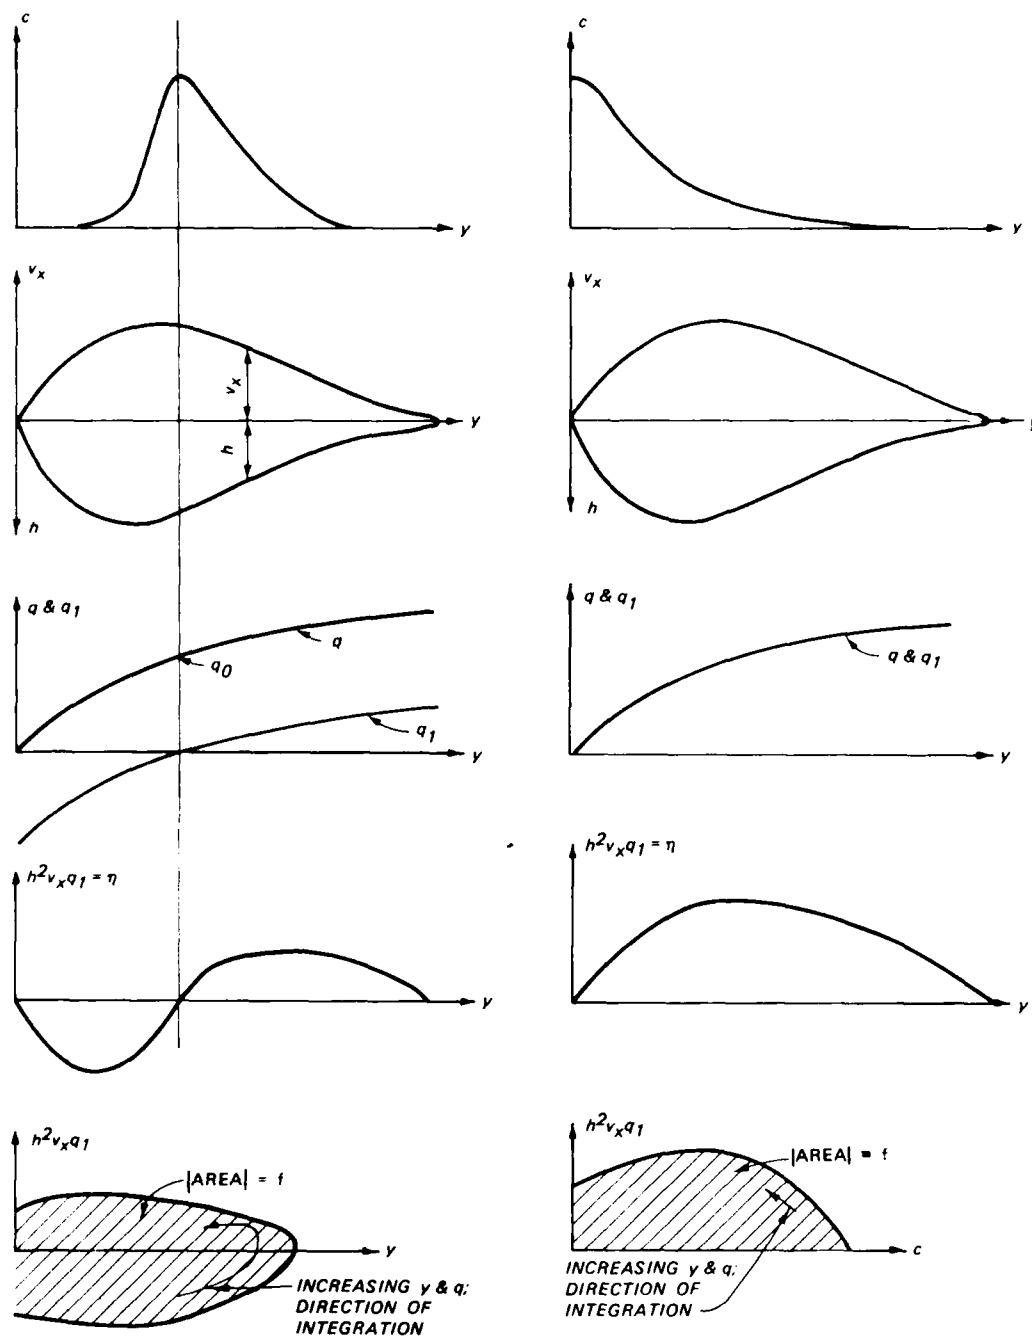 c
y
v_x
v_x
h
y
h
q & q_1
q
q_0
q_1
y
h^2v_xq_1 = η
y
h^2v_xq_1
|AREA| = f
y
INCREASING y & q;
DIRECTION OF
INTEGRATION
c
y
v_x
y
h
q & q_1
q & q_1
y
h^2v_xq_1 = η
y
h^2v_xq_1
|AREA| = f
c
INCREASING y & q;
DIRECTION OF
INTEGRATION